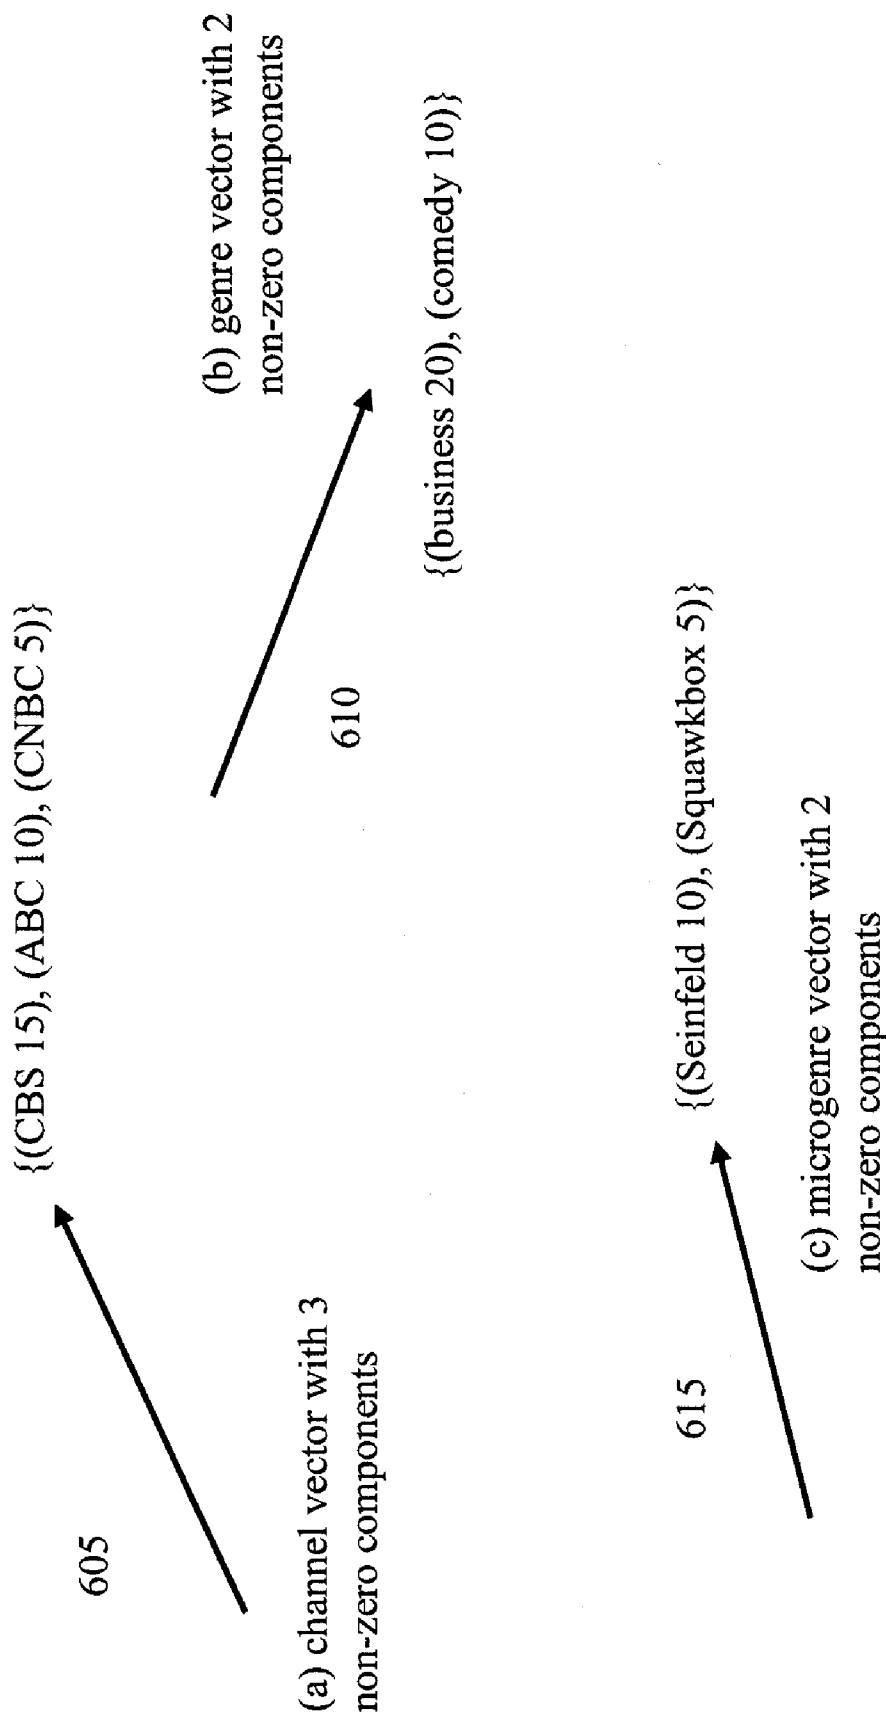 {(CBS 15), (ABC 10), (CNBC 5)}
605
(a) channel vector with 3
non-zero components
(b) genre vector with 2
non-zero components
610
{(business 20), (comedy 10)}
615
{(Seinfeld 10), (Squawkbox 5)}
(c) microgenre vector with 2
non-zero components